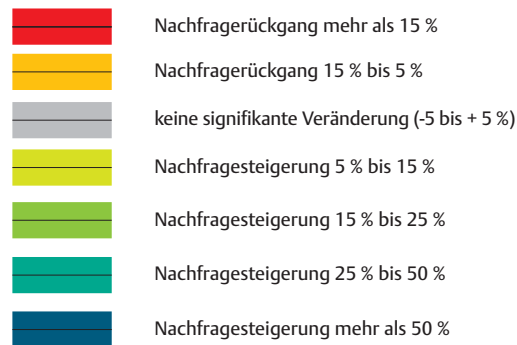 Nachfragerückgang mehr als 15 %
Nachfragerückgang 15 % bis 5 %
keine signifikante Veränderung (-5 bis + 5 %)
Nachfragesteigerung 5 % bis 15 %
Nachfragesteigerung 15 % bis 25 %
Nachfragesteigerung 25 % bis 50 %
Nachfragesteigerung mehr als 50 %